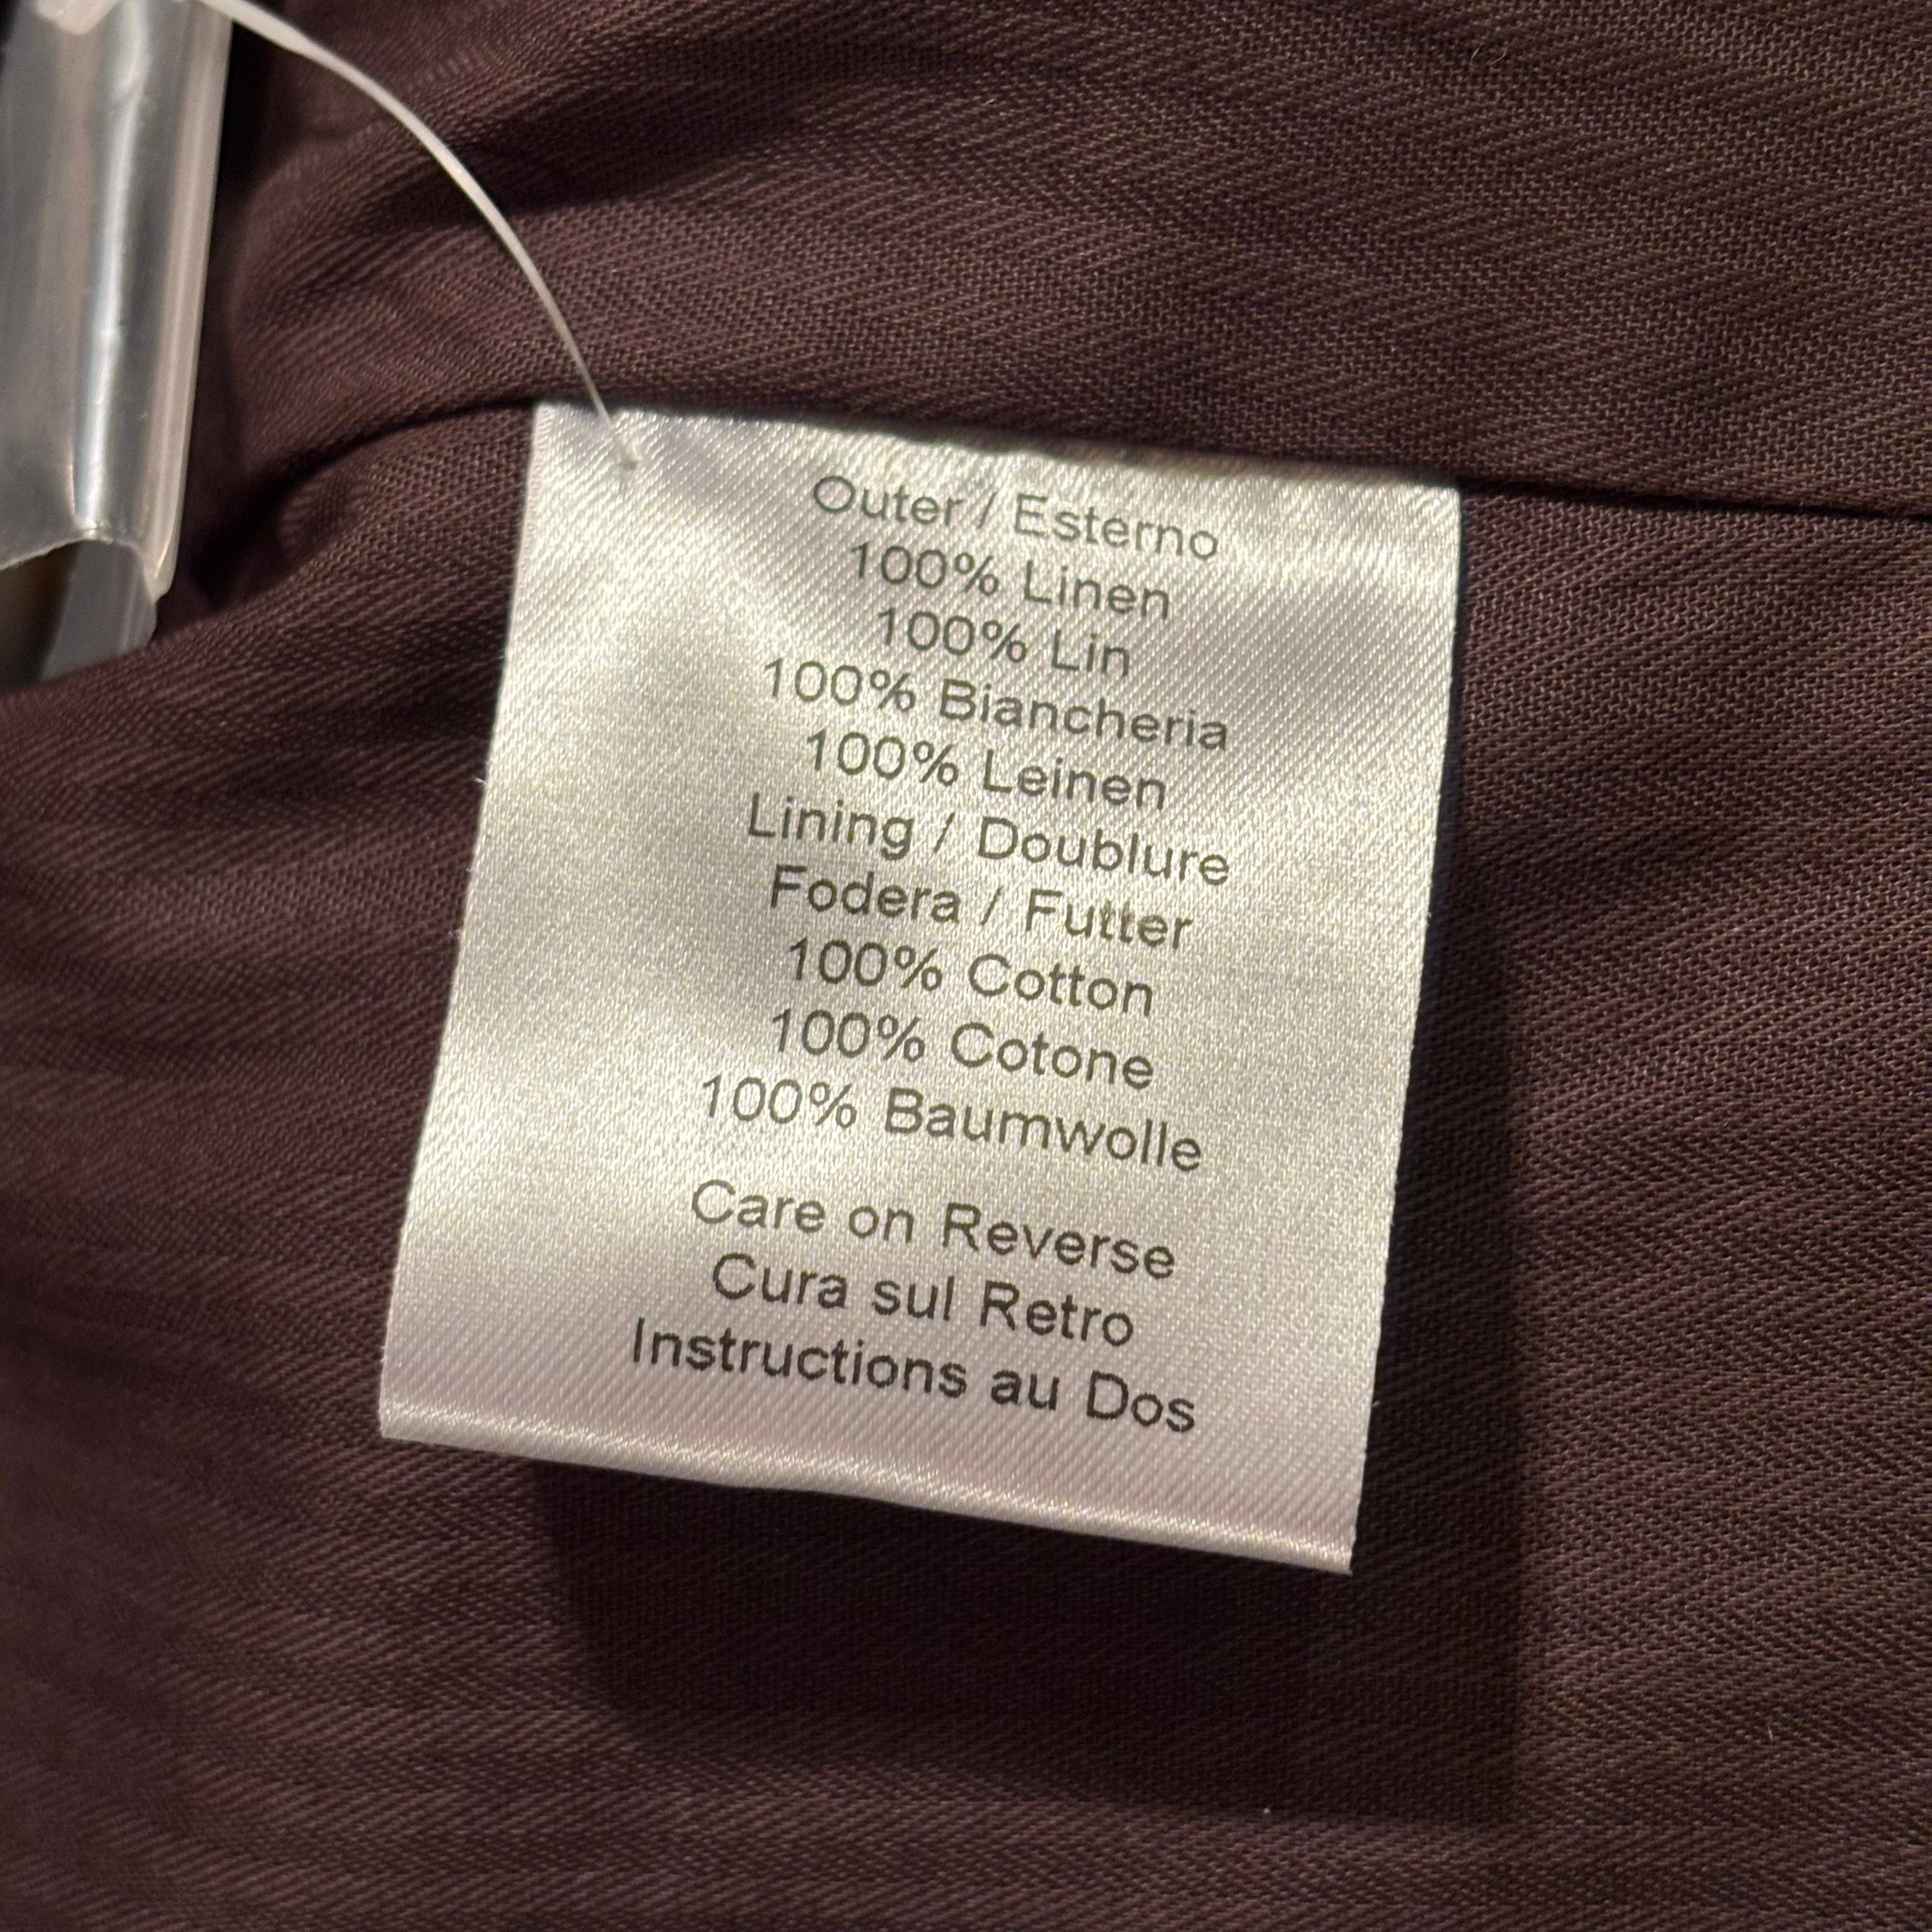 Outer / Esterno
100% Linen
100% Lin
100% Biancheria
100% Leinen
Lining / Doublure
Fodera / Futter
100% Cotton
100% Cotone
100% Baumwolle
Care on Reverse
Cura sul Retro
Instructions au Dos